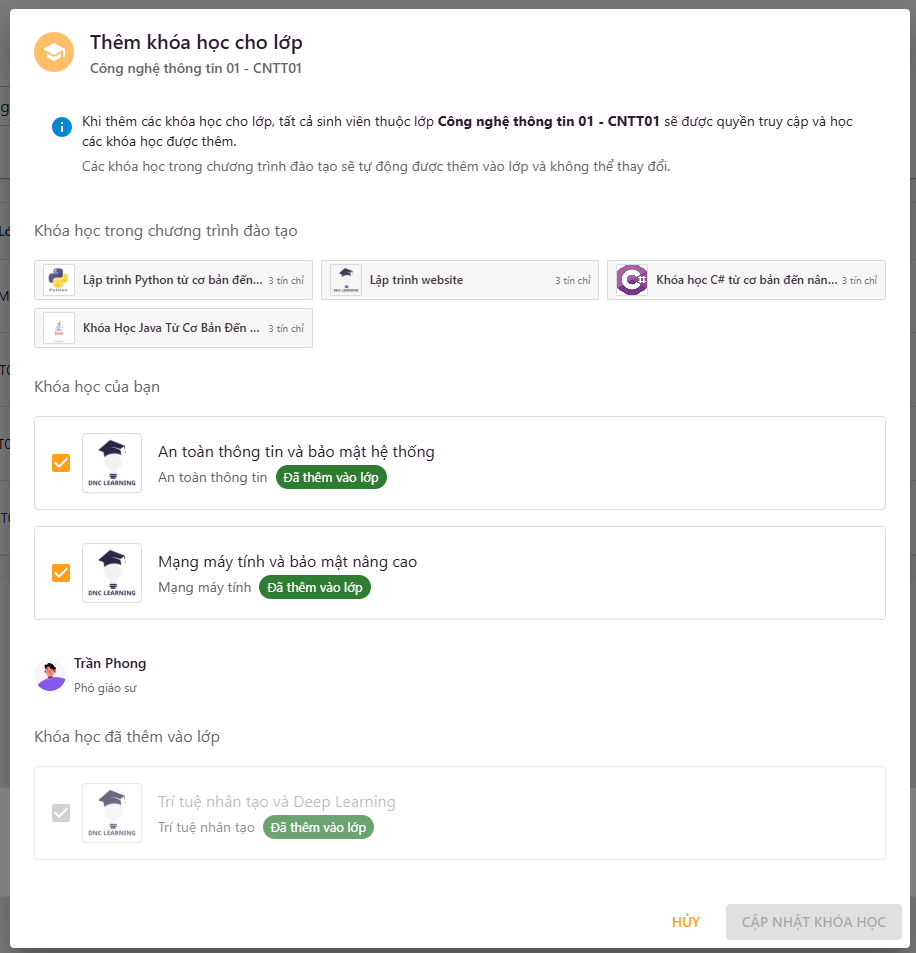 Thêm khóa học cho lớp
Công nghệ thông tin 01 - CNTT01
Khi thêm các khóa học cho lớp, tất cả sinh viên thuộc lớp Công nghệ thông tin 01 - CNTT01 sẽ được quyền truy cập và học
các khóa học được thêm.
Các khóa học trong chương trình đào tạo sẽ tự động được thêm vào lớp và không thể thay đổi.
Khóa học trong chương trình đào tạo
Lập trình Python từ cơ bản đến... 3 tín chỉ
Lập trình website 3 tín chỉ
Khóa học C# từ cơ bản đến nân... 3 tín chỉ
Khóa Học Java Từ Cơ Bản Đến ... 3 tín chỉ
Khóa học của bạn
An toàn thông tin và bảo mật hệ thống
An toàn thông tin Đã thêm vào lớp
DNC LEARNING
Mạng máy tính và bảo mật nâng cao
Mạng máy tính Đã thêm vào lớp
DNC LEARNING
Trần Phong
Phó giáo sư
Khóa học đã thêm vào lớp
Trí tuệ nhân tạo và Deep Learning
Trí tuệ nhân tạo Đã thêm vào lớp
DNC LEARNING
HỦY
CẬP NHẬT KHÓA HỌC